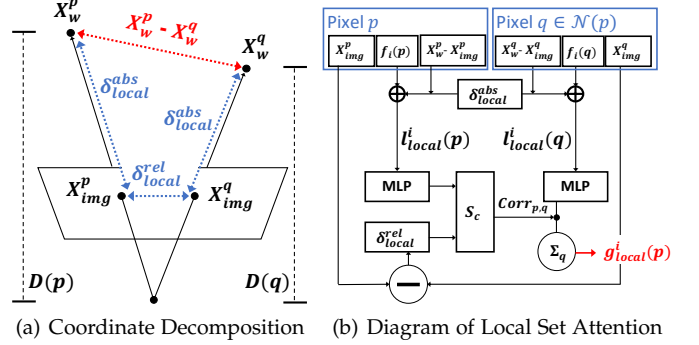 X_w^p
X_w^p - X_w^q
X_w^q
δ_local^abs
δ_local^abs
δ_local^rel
X_img^p
X_img^q
D(p)
D(q)
(a) Coordinate Decomposition
Pixel p
Pixel q ∈ 𝒩(p)
X_img^p f_i(p) X_w^p- X_img^p
X_w^q- X_img^q f_i(q) X_img^q
δ_local^abs
l_local^i(p)
l_local^i(q)
MLP
MLP
S_c
Corr_p,q
δ_local^rel
Σ_q
g_local^i(p)
(b) Diagram of Local Set Attention